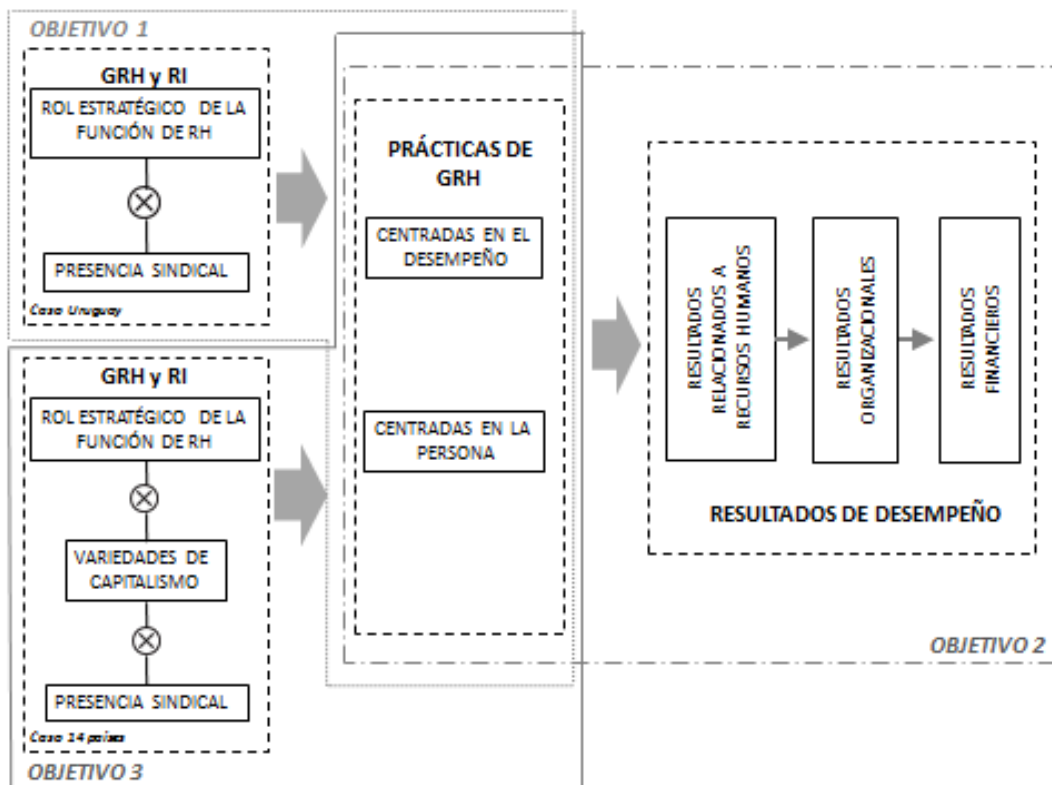 OBJETIVO 1
GRH y RI
ROL ESTRATÉGICO DE LA
FUNCIÓN DE RH
PRESENCIA SINDICAL
Caso Uruguay
GRH y RI
ROL ESTRATÉGICO DE LA
FUNCIÓN DE RH
VARIEDADES DE
CAPITALISMO
PRESENCIA SINDICAL
Caso 14 países
OBJETIVO 3
PRÁCTICAS DE
GRH
CENTRADAS EN EL
DESEMPEÑO
CENTRADAS EN LA
PERSONA
RESULTADOS
RELACIONADOS A
RECURSOS HUMANOS
RESULTADOS
ORGANIZACIONALES
RESULTADOS
FINANCIEROS
RESULTADOS DE DESEMPEÑO
OBJETIVO 2